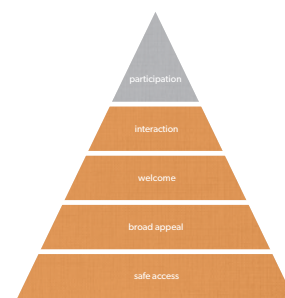 participation
interaction
welcome
broad appeal
safe access